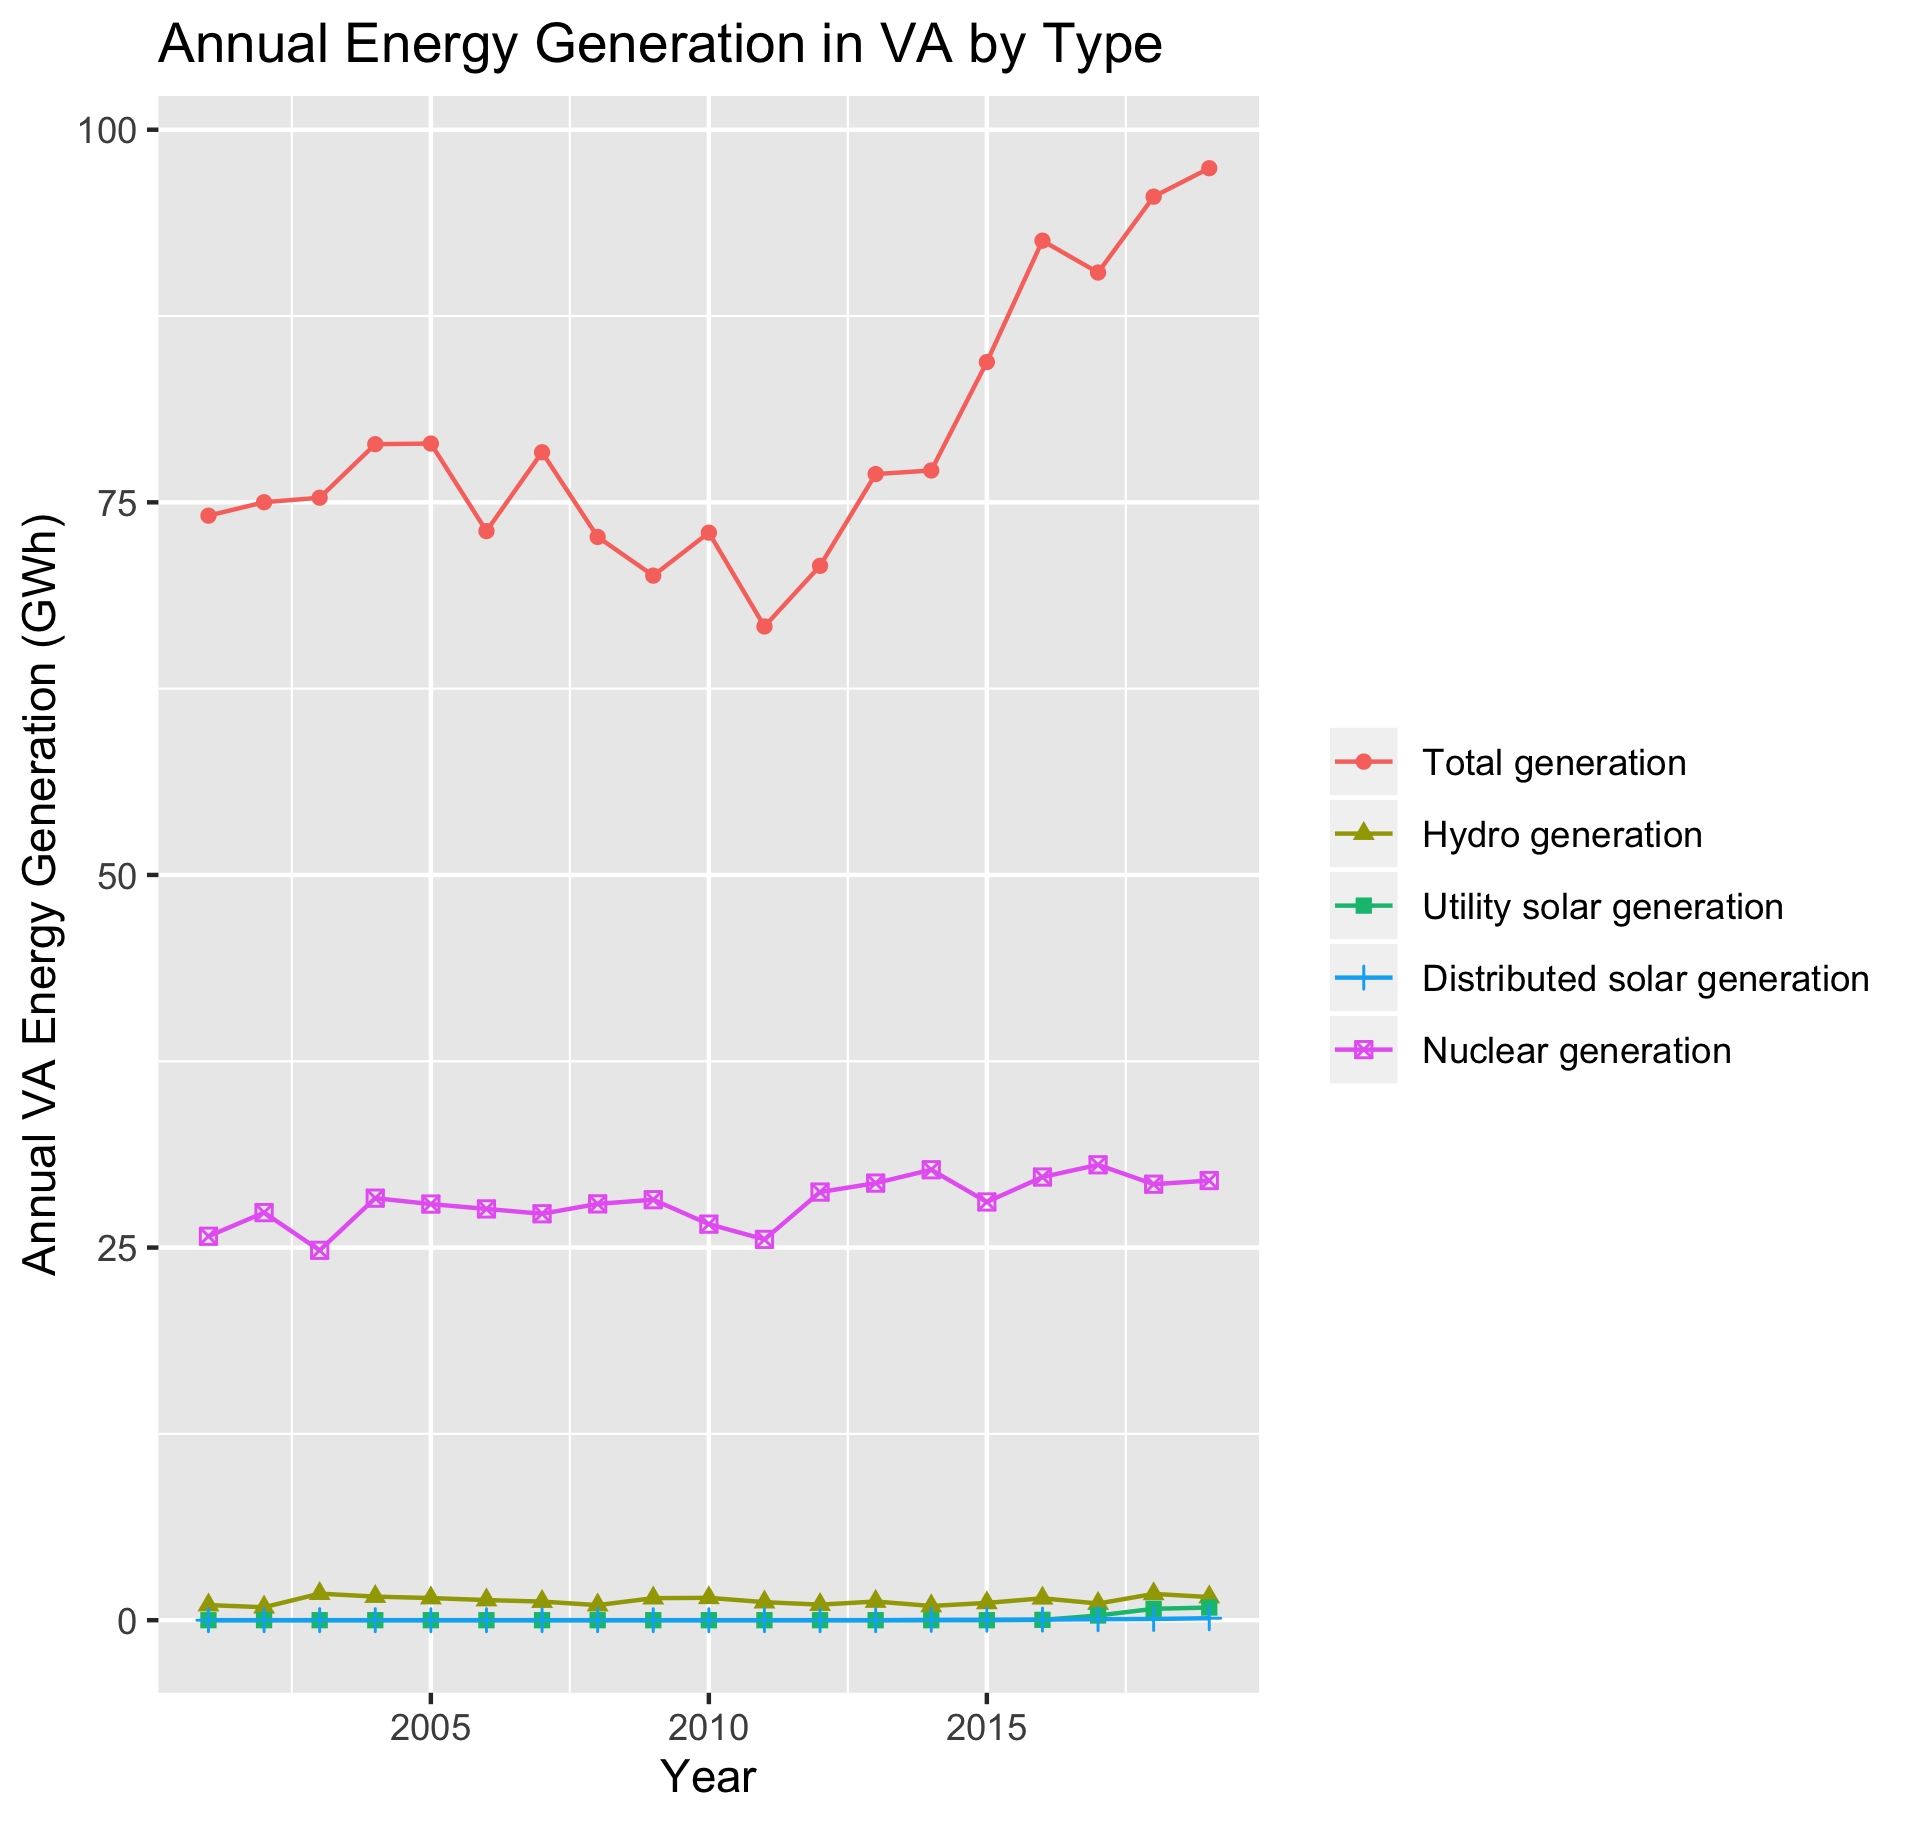 Annual Energy Generation in VA by Type
Annual VA Energy Generation (GWh)
100
75
50
25
0
2005 2010 2015
Year
Total generation
Hydro generation
Utility solar generation
Distributed solar generation
Nuclear generation